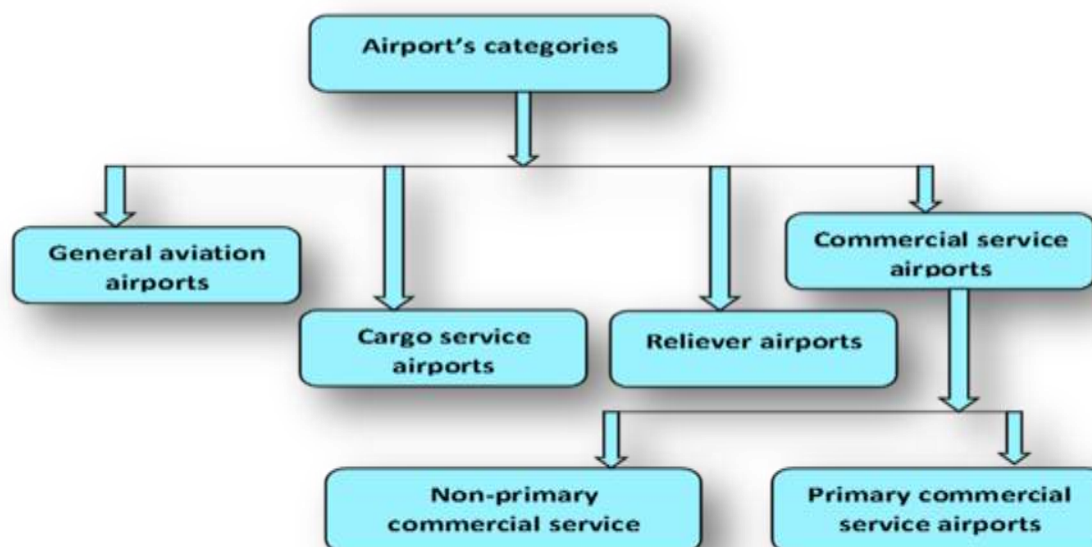 Airport's categories
General aviation
airports
Commercial service
airports
Cargo service
airports
Reliever airports
Non-primary
commercial service
Primary commercial
service airports